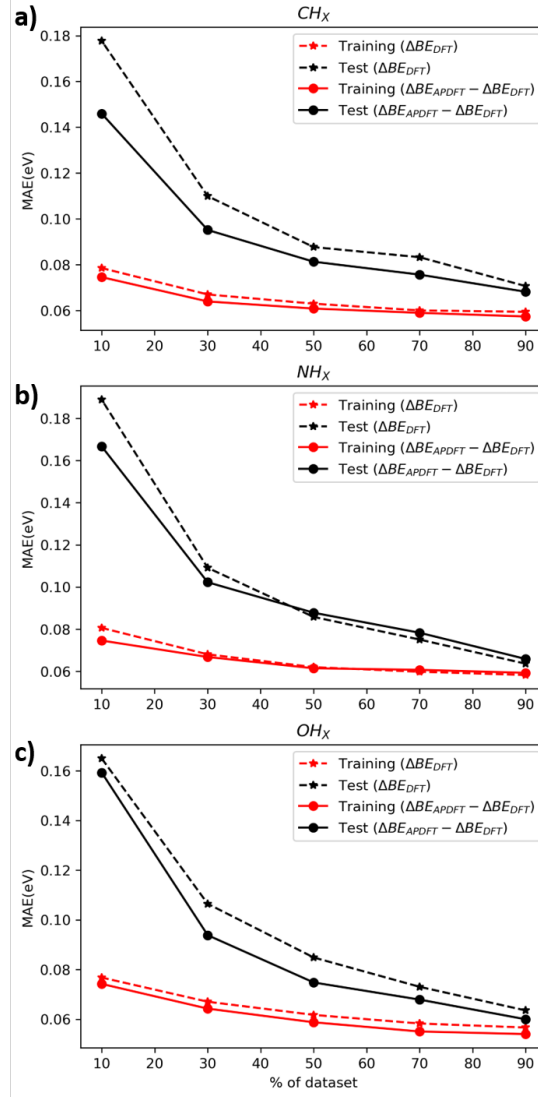 a)
CH_X
MAE(eV)
0.18
0.16
0.14
0.12
0.10
0.08
0.06
Training (ΔBE_DFT)
Test (ΔBE_DFT)
Training (ΔBE_APDFT − ΔBE_DFT)
Test (ΔBE_APDFT − ΔBE_DFT)
10 20 30 40 50 60 70 80 90
b)
NH_X
MAE(eV)
0.18
0.16
0.14
0.12
0.10
0.08
0.06
Training (ΔBE_DFT)
Test (ΔBE_DFT)
Training (ΔBE_APDFT − ΔBE_DFT)
Test (ΔBE_APDFT − ΔBE_DFT)
10 20 30 40 50 60 70 80 90
c)
OH_X
MAE(eV)
0.16
0.14
0.12
0.10
0.08
0.06
Training (ΔBE_DFT)
Test (ΔBE_DFT)
Training (ΔBE_APDFT − ΔBE_DFT)
Test (ΔBE_APDFT − ΔBE_DFT)
10 20 30 40 50 60 70 80 90
% of dataset